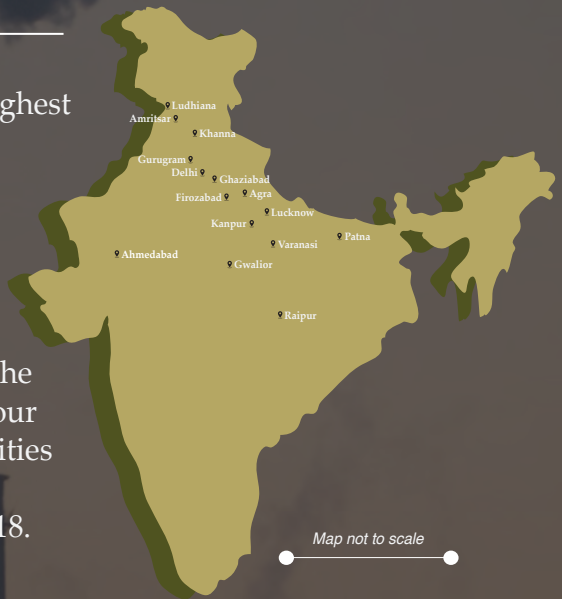 ghest
he
our
ities
18.
Ludhiana
Amritsar
Khanna
Gurugram
Delhi
Ghaziabad
Firozabad
Agra
Lucknow
Kanpur
Patna
Varanasi
Ahmedabad
Gwalior
Raipur
Map not to scale